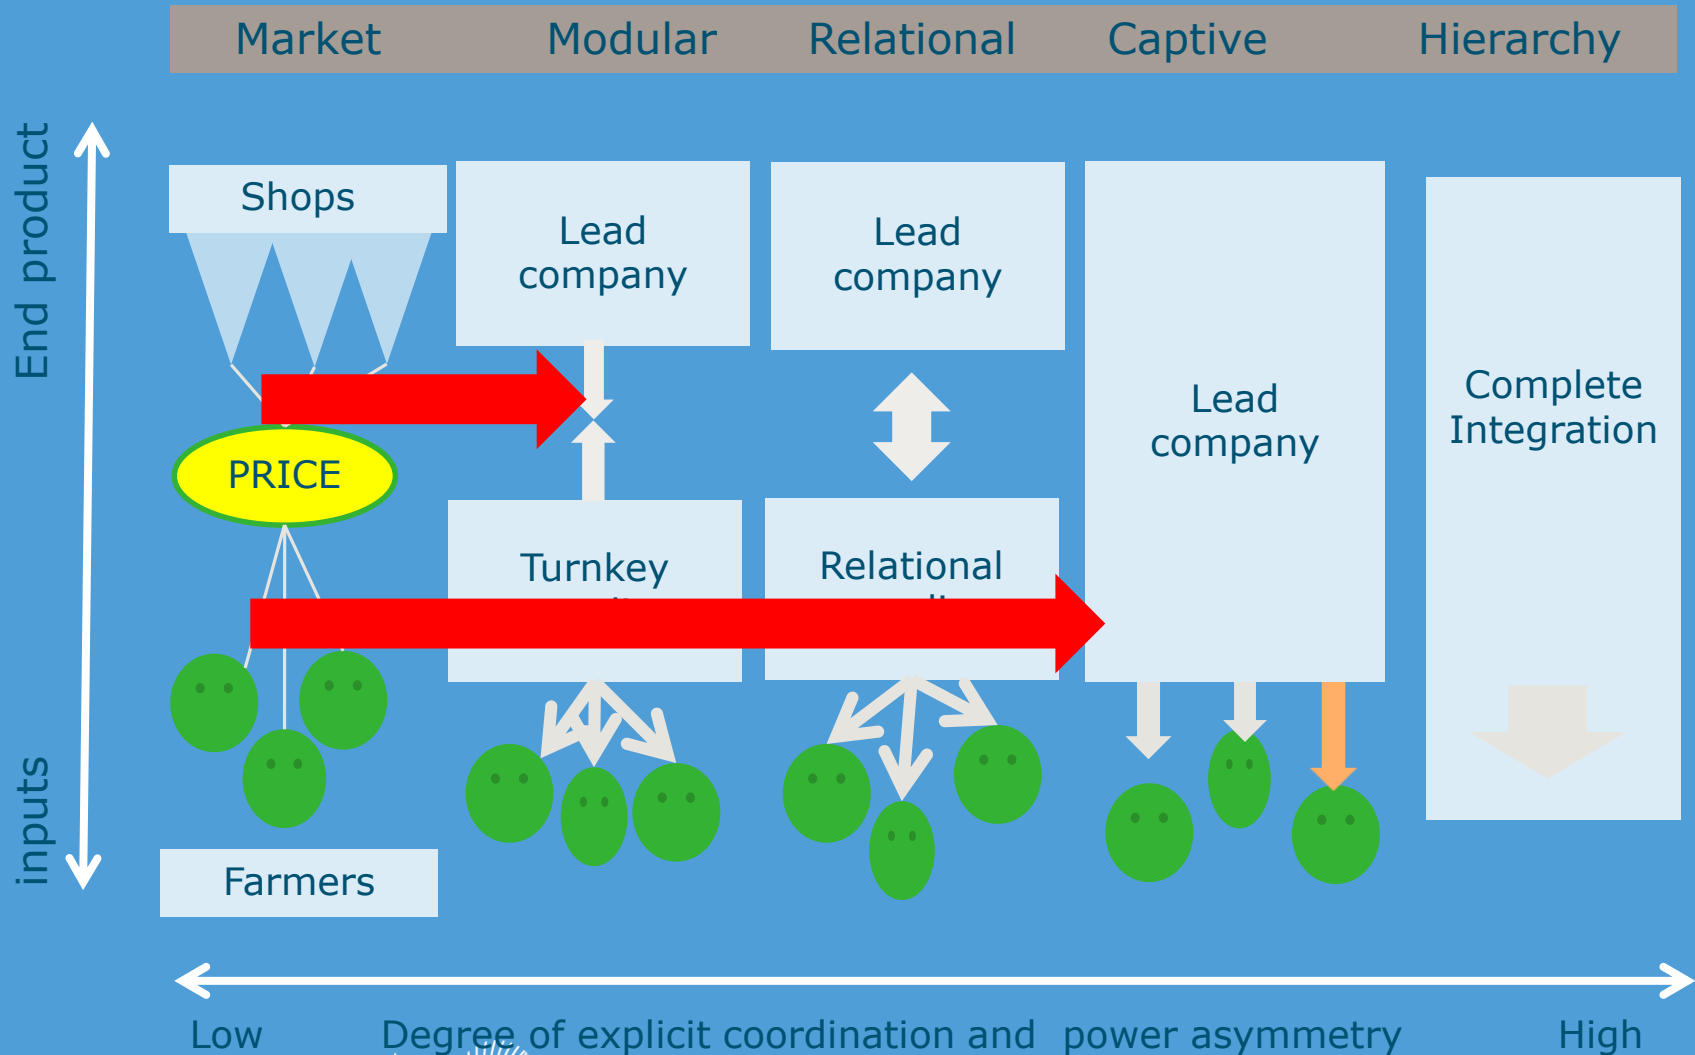 Market Modular Relational Captive Hierarchy
End product
Shops
Lead
company
Lead
company
Lead
company
Complete
Integration
PRICE
Turnkey
Relational
inputs
Farmers
Low Degree of explicit coordination and power asymmetry High